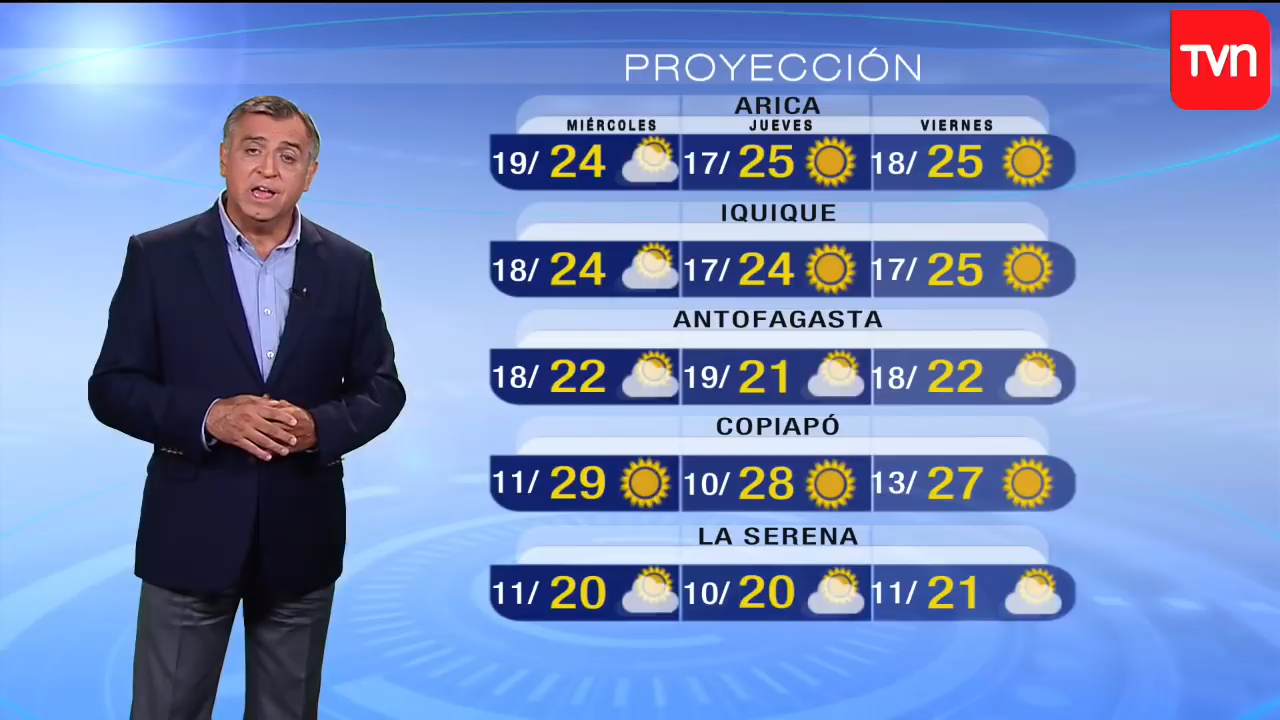 TVN
PROYECCIÓN
ARICA
MIÉRCOLES JUEVES VIERNES
19/ 24 17/ 25 18/ 25
IQUIQUE
18/ 24 17/ 24 17/ 25
ANTOFAGASTA
18/ 22 19/ 21 18/ 22
COPIAPÓ
11/ 29 10/ 28 13/ 27
LA SERENA
11/ 20 10/ 20 11/ 21